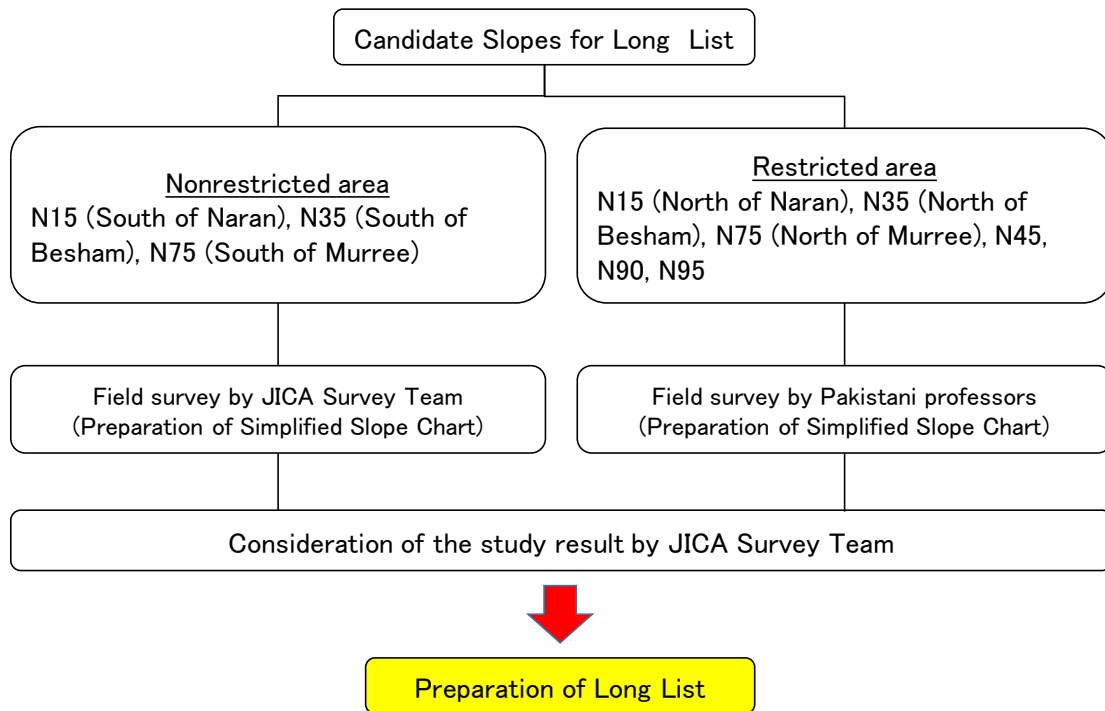 Candidate Slopes for Long List
Nonrestricted area
N15 (South of Naran), N35 (South of
Besham), N75 (South of Murree)
Restricted area
N15 (North of Naran), N35 (North of
Besham), N75 (North of Murree), N45,
N90, N95
Field survey by JICA Survey Team
(Preparation of Simplified Slope Chart)
Field survey by Pakistani professors
(Preparation of Simplified Slope Chart)
Consideration of the study result by JICA Survey Team
Preparation of Long List